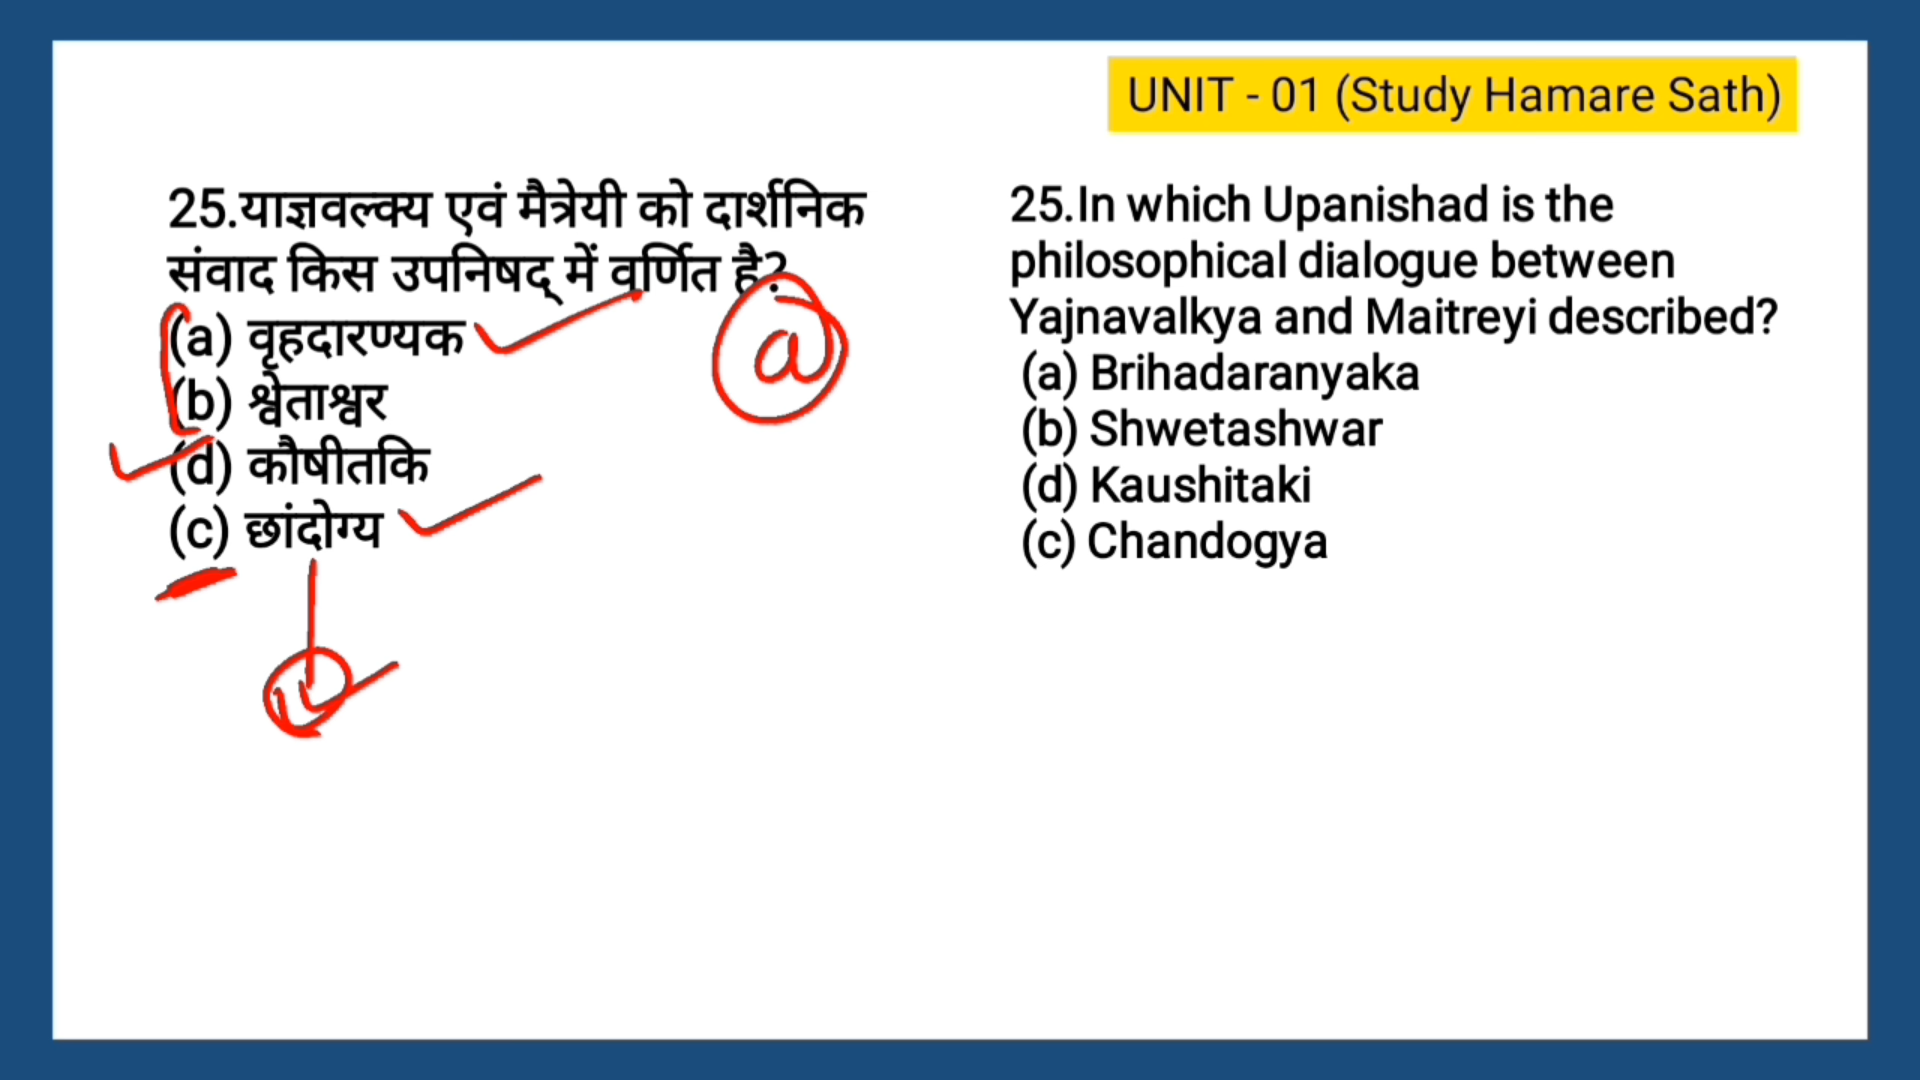 UNIT - 01 (Study Hamare Sath)
25.याज्ञवल्क्य एवं मैत्रेयी को दार्शनिक
संवाद किस उपनिषद् में वर्णित है?
(a) वृहदारण्यक
(b) श्वेताश्वर
(d) कौषीतकि
(c) छांदोग्य
a
25.In which Upanishad is the
philosophical dialogue between
Yajnavalkya and Maitreyi described?
(a) Brihadaranyaka
(b) Shwetashwar
(d) Kaushitaki
(c) Chandogya